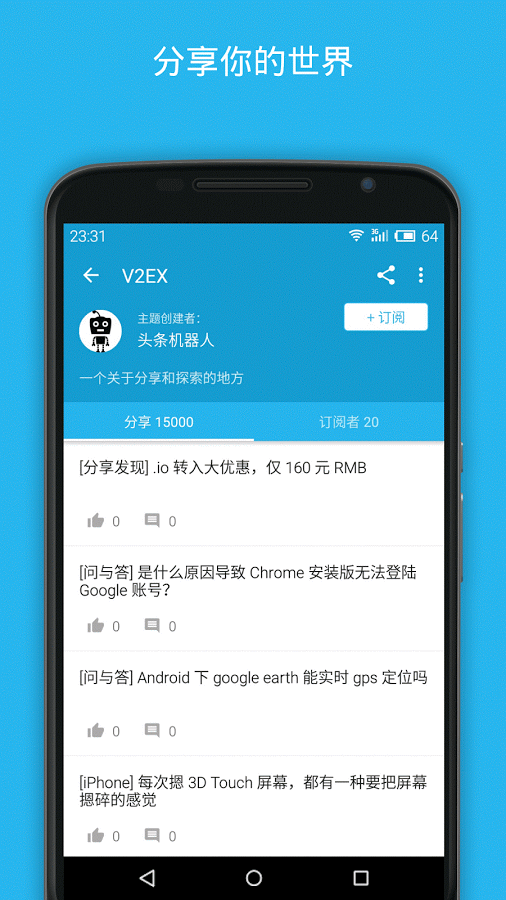 分享你的世界
23:31 3G 64
V2EX
主题创建者：
头条机器人
+ 订阅
一个关于分享和探索的地方
分享 15000 订阅者 20
[分享发现] .io 转入大优惠，仅 160 元 RMB
0 0
[问与答] 是什么原因导致 Chrome 安装版无法登陆
Google 账号？
0 0
[问与答] Android 下 google earth 能实时 gps 定位吗
0 0
[iPhone] 每次摁 3D Touch 屏幕，都有一种要把屏幕
摁碎的感觉
0 0